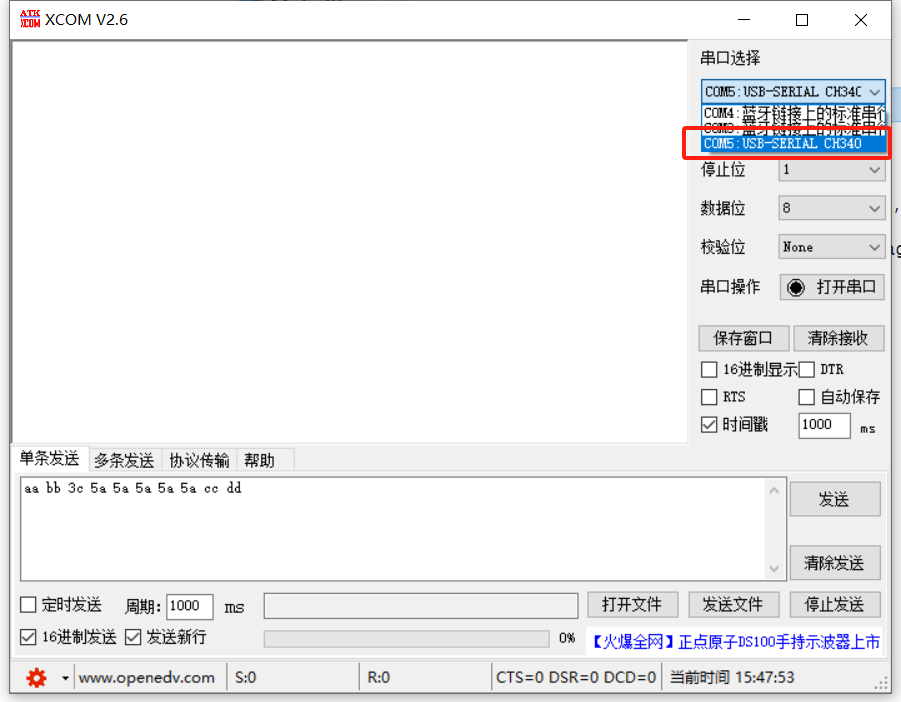 ATK
XCOM XCOM V2.6
串口选择
COM5:USB-SERIAL CH340
COM4:蓝牙链接上的标准串行
COM3:蓝牙链接上的标准串行
COM5:USB-SERIAL CH340
停止位 1
数据位 8
校验位 None
串口操作 打开串口
保存窗口 清除接收
16进制显示 DTR
RTS 自动保存
时间戳 1000 ms
单条发送 多条发送 协议传输 帮助
aa bb 3c 5a 5a 5a 5a 5a cc dd
发送
清除发送
定时发送 周期: 1000 ms 打开文件 发送文件 停止发送
16进制发送 发送新行 0% 【火爆全网】正点原子DS100手持示波器上市
www.openedv.com S:0 R:0 CTS=0 DSR=0 DCD=0 当前时间 15:47:53